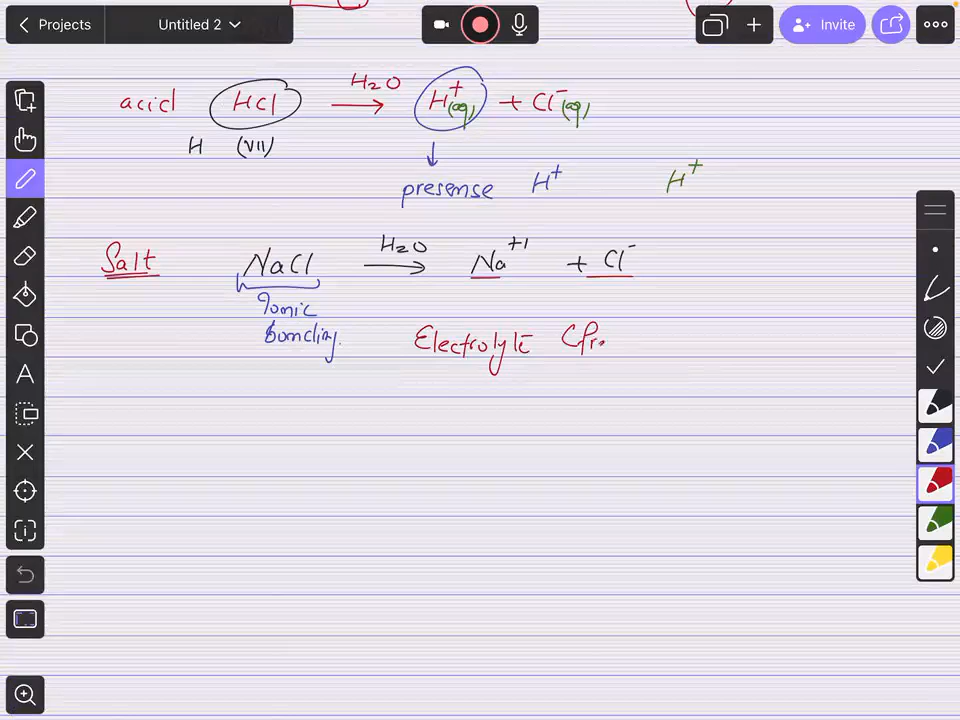 Projects Untitled 2 Invite
acid HCl H₂O H⁺(aq) + Cl⁻(aq)
H (VII)
presense H⁺ H⁺
Salt NaCl H₂O Na⁺¹ + Cl⁻
Ionic
bonding.
Electrolyte